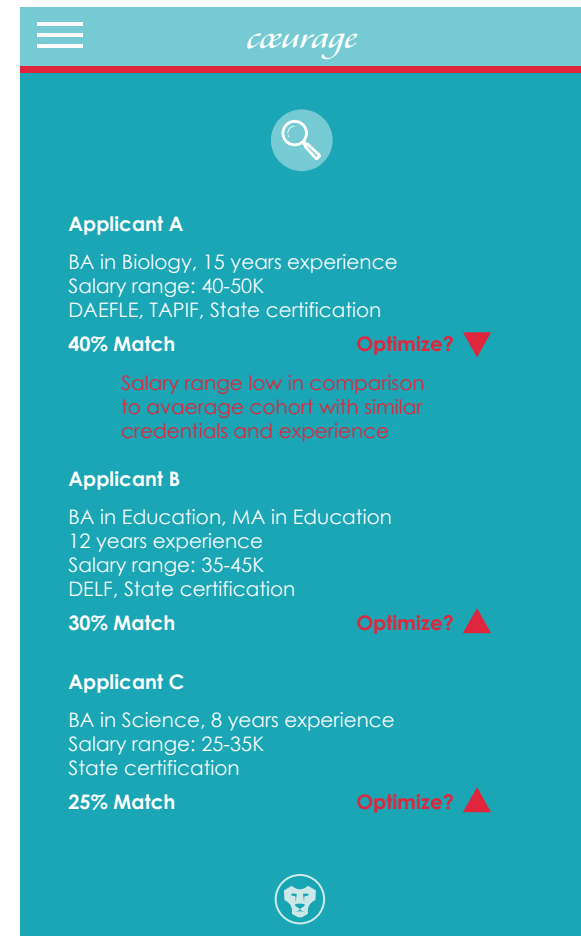 cœurage
Applicant A
BA in Biology, 15 years experience
Salary range: 40-50K
DAEFLE, TAPIF, State certification
40% Match Optimize?
Salary range low in comparison
to avaerage cohort with similar
credentials and experience
Applicant B
BA in Education, MA in Education
12 years experience
Salary range: 35-45K
DELF, State certification
30% Match Optimize?
Applicant C
BA in Science, 8 years experience
Salary range: 25-35K
State certification
25% Match Optimize?